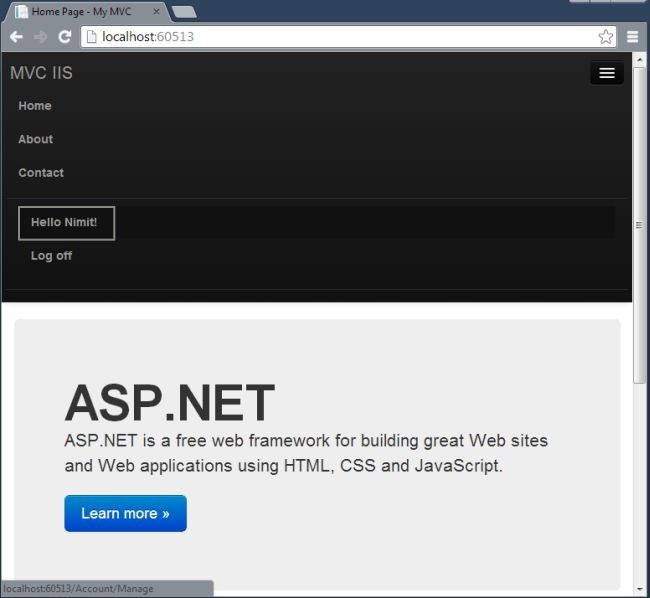 Home Page - My MVC
localhost:60513
MVC IIS
Home
About
Contact
Hello Nimit!
Log off
ASP.NET
ASP.NET is a free web framework for building great Web sites
and Web applications using HTML, CSS and JavaScript.
Learn more »
localhost:60513/Account/Manage